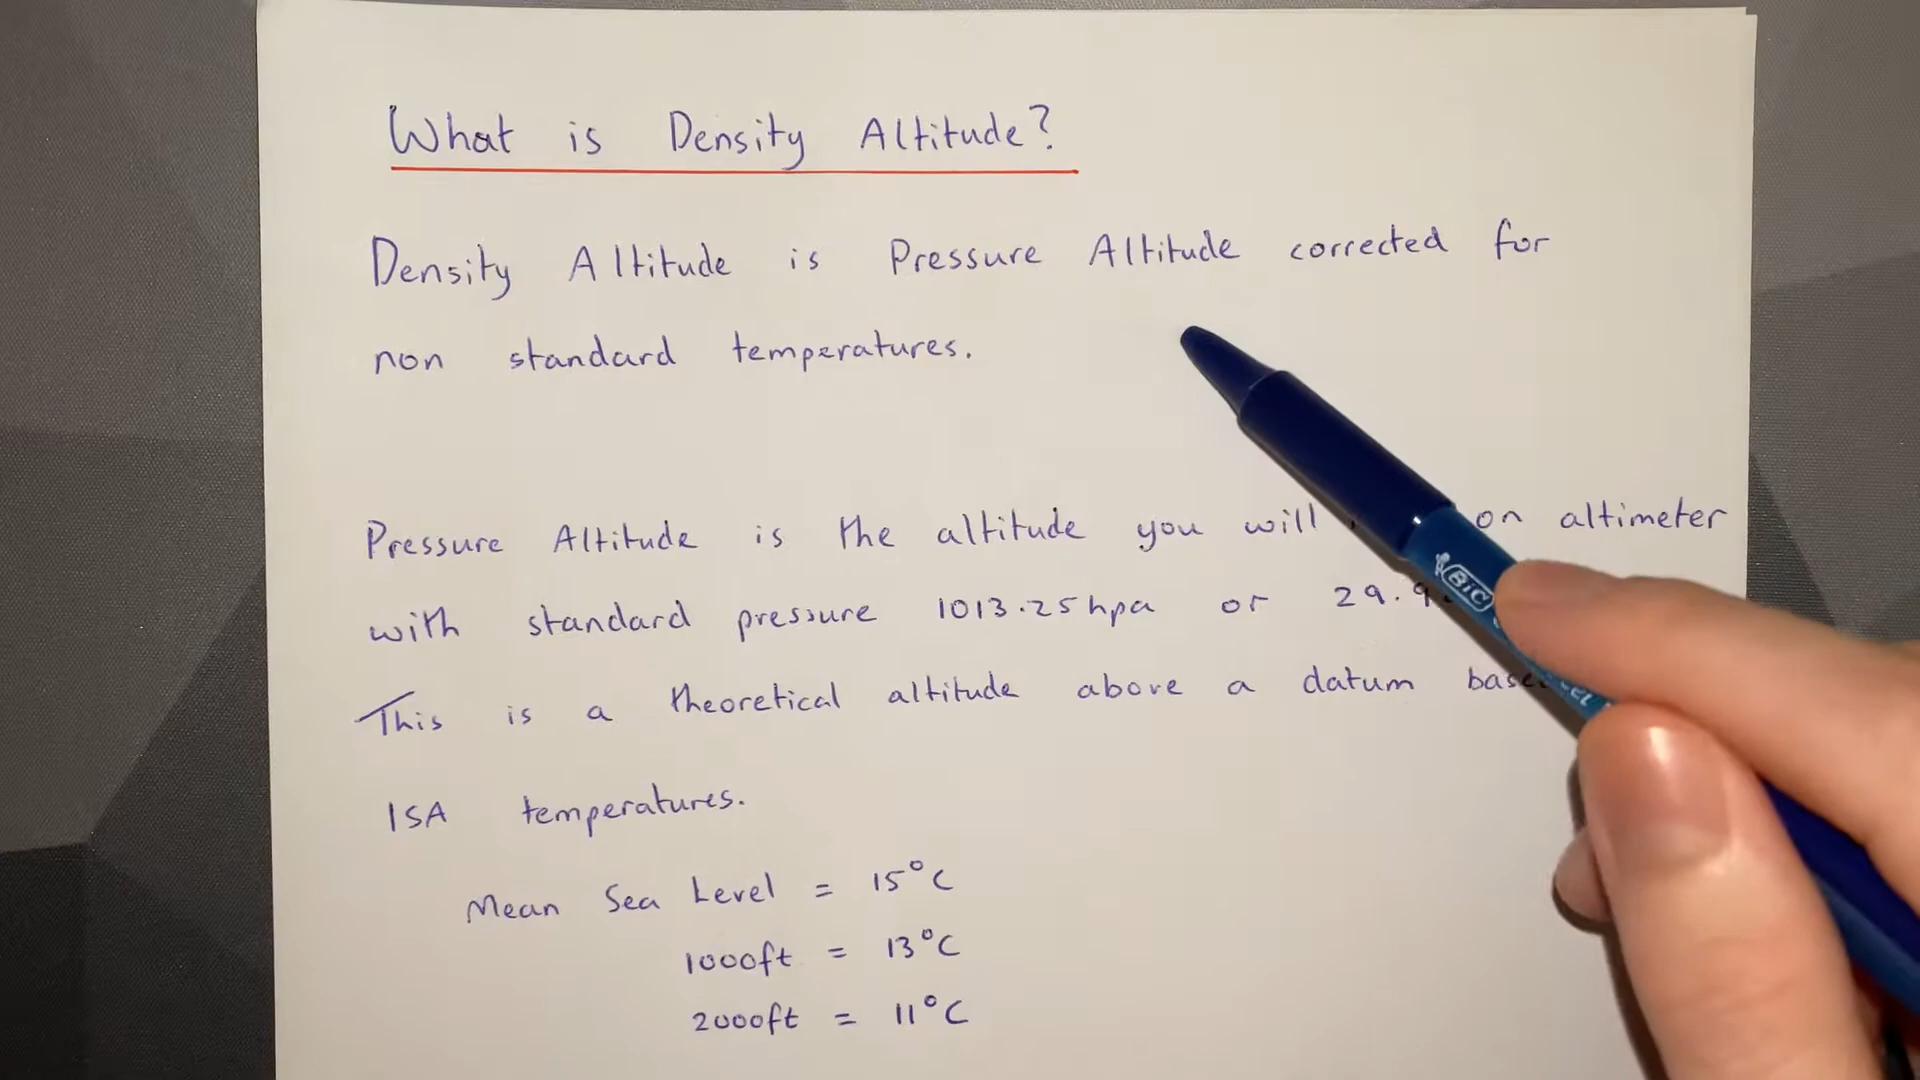 What is Density Altitude?
Density Altitude is Pressure Altitude corrected for
non standard temperatures.
Pressure Altitude is the altitude you will on altimeter
with standard pressure 1013.25hpa or 29.9
This is a theoretical altitude above a datum
ISA temperatures.
Mean Sea Level = 15°C
1000ft = 13°C
2000ft = 11°C
BiC